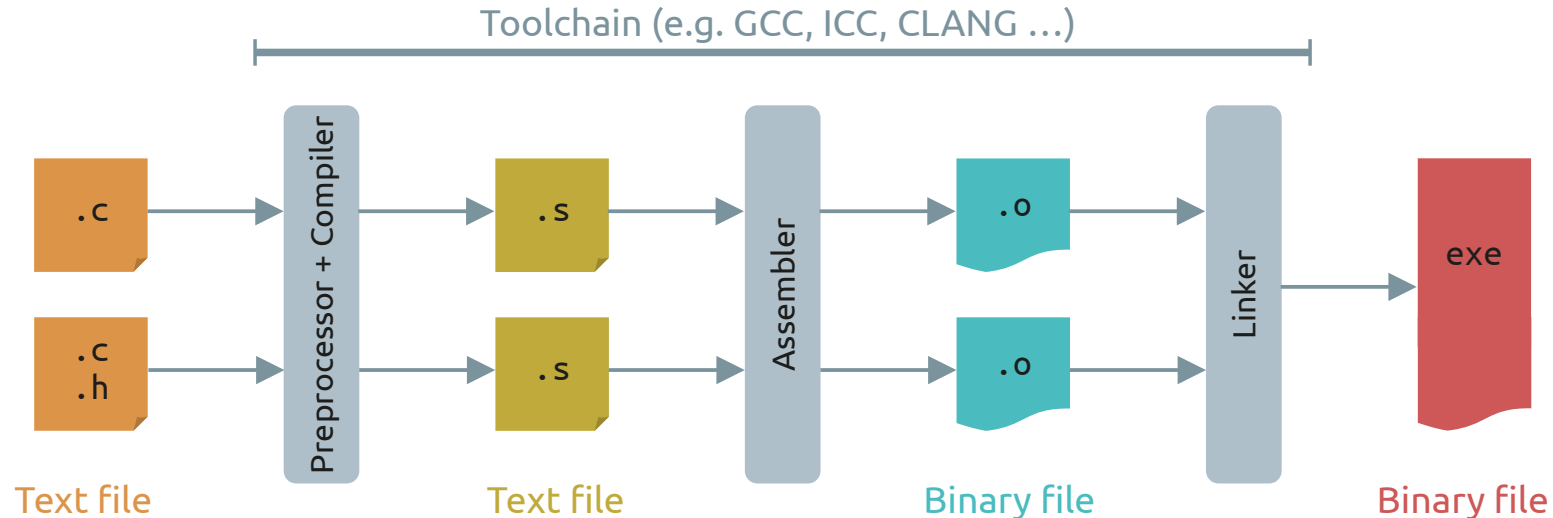 Toolchain (e.g. GCC, ICC, CLANG …)
.c
Preprocessor + Compiler
.s
Assembler
.o
Linker
exe
.c
.h
.s
.o
Text file
Text file
Binary file
Binary file